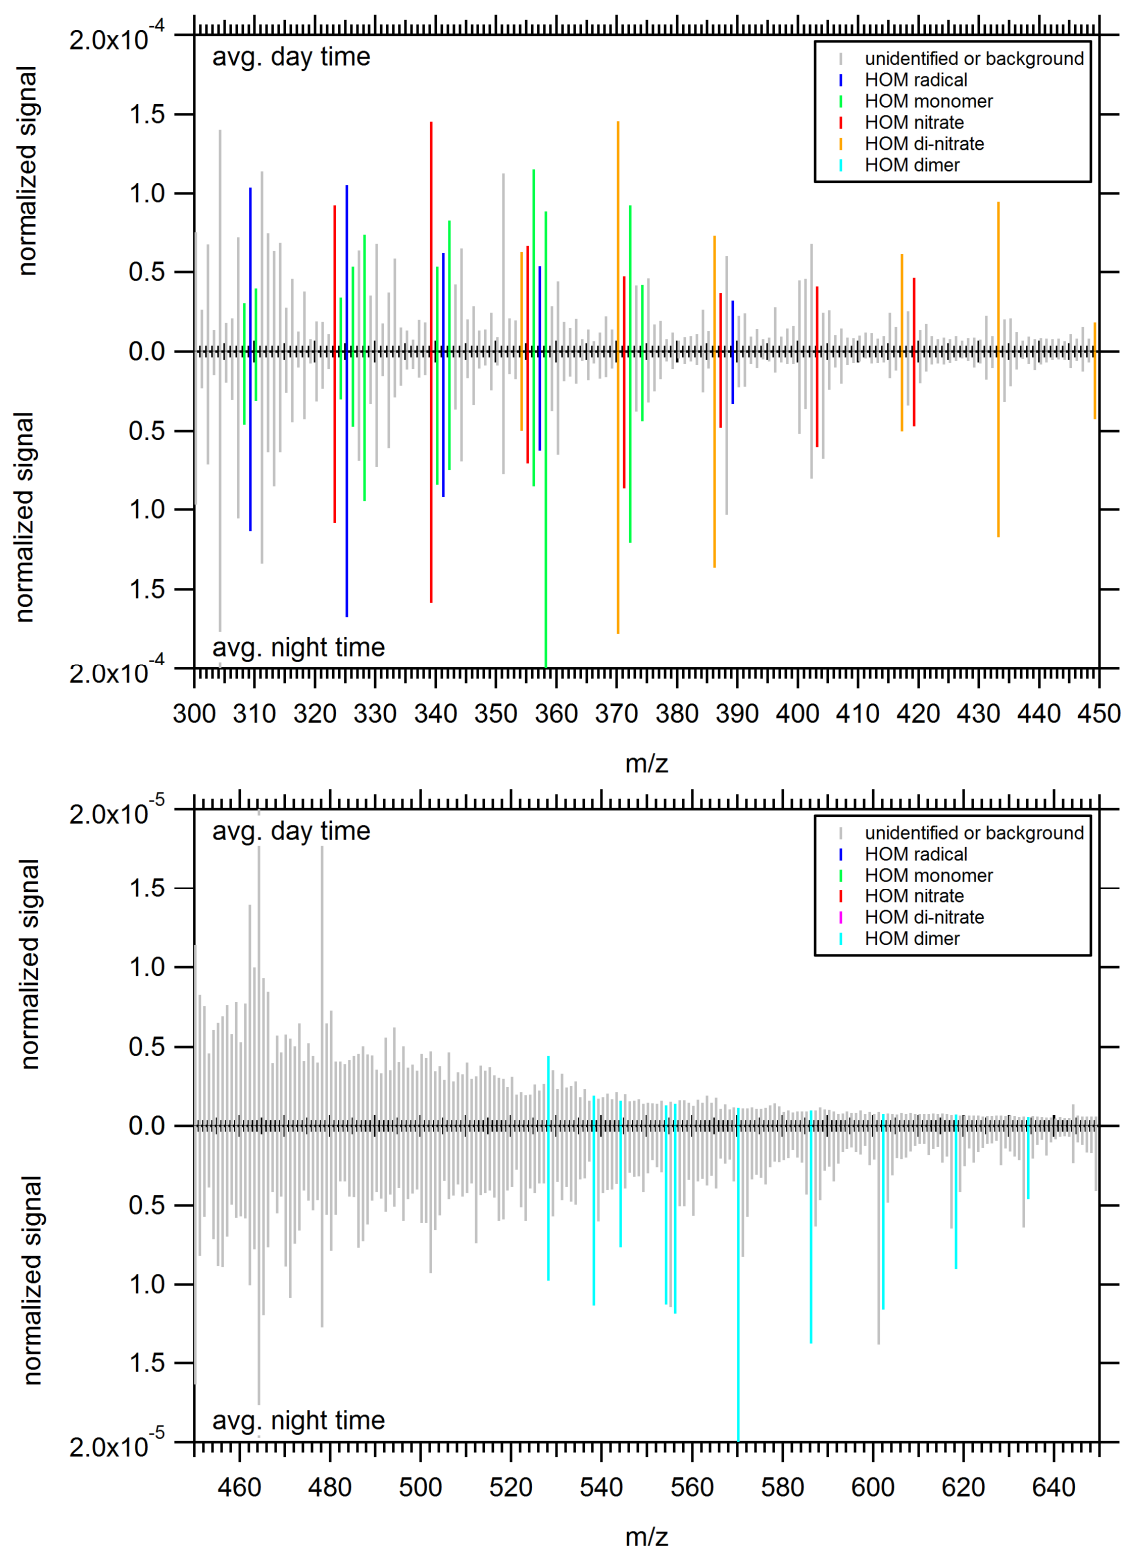 2.0x10-4
avg. day time
unidentified or background
HOM radical
HOM monomer
HOM nitrate
HOM di-nitrate
HOM dimer
normalized signal
1.5
1.0
0.5
0.0
normalized signal
0.5
1.0
1.5
avg. night time
2.0x10-4
300 310 320 330 340 350 360 370 380 390 400 410 420 430 440 450
m/z
2.0x10-5
avg. day time
unidentified or background
HOM radical
HOM monomer
HOM nitrate
HOM di-nitrate
HOM dimer
normalized signal
1.5
1.0
0.5
0.0
normalized signal
0.5
1.0
1.5
avg. night time
2.0x10-5
460 480 500 520 540 560 580 600 620 640
m/z